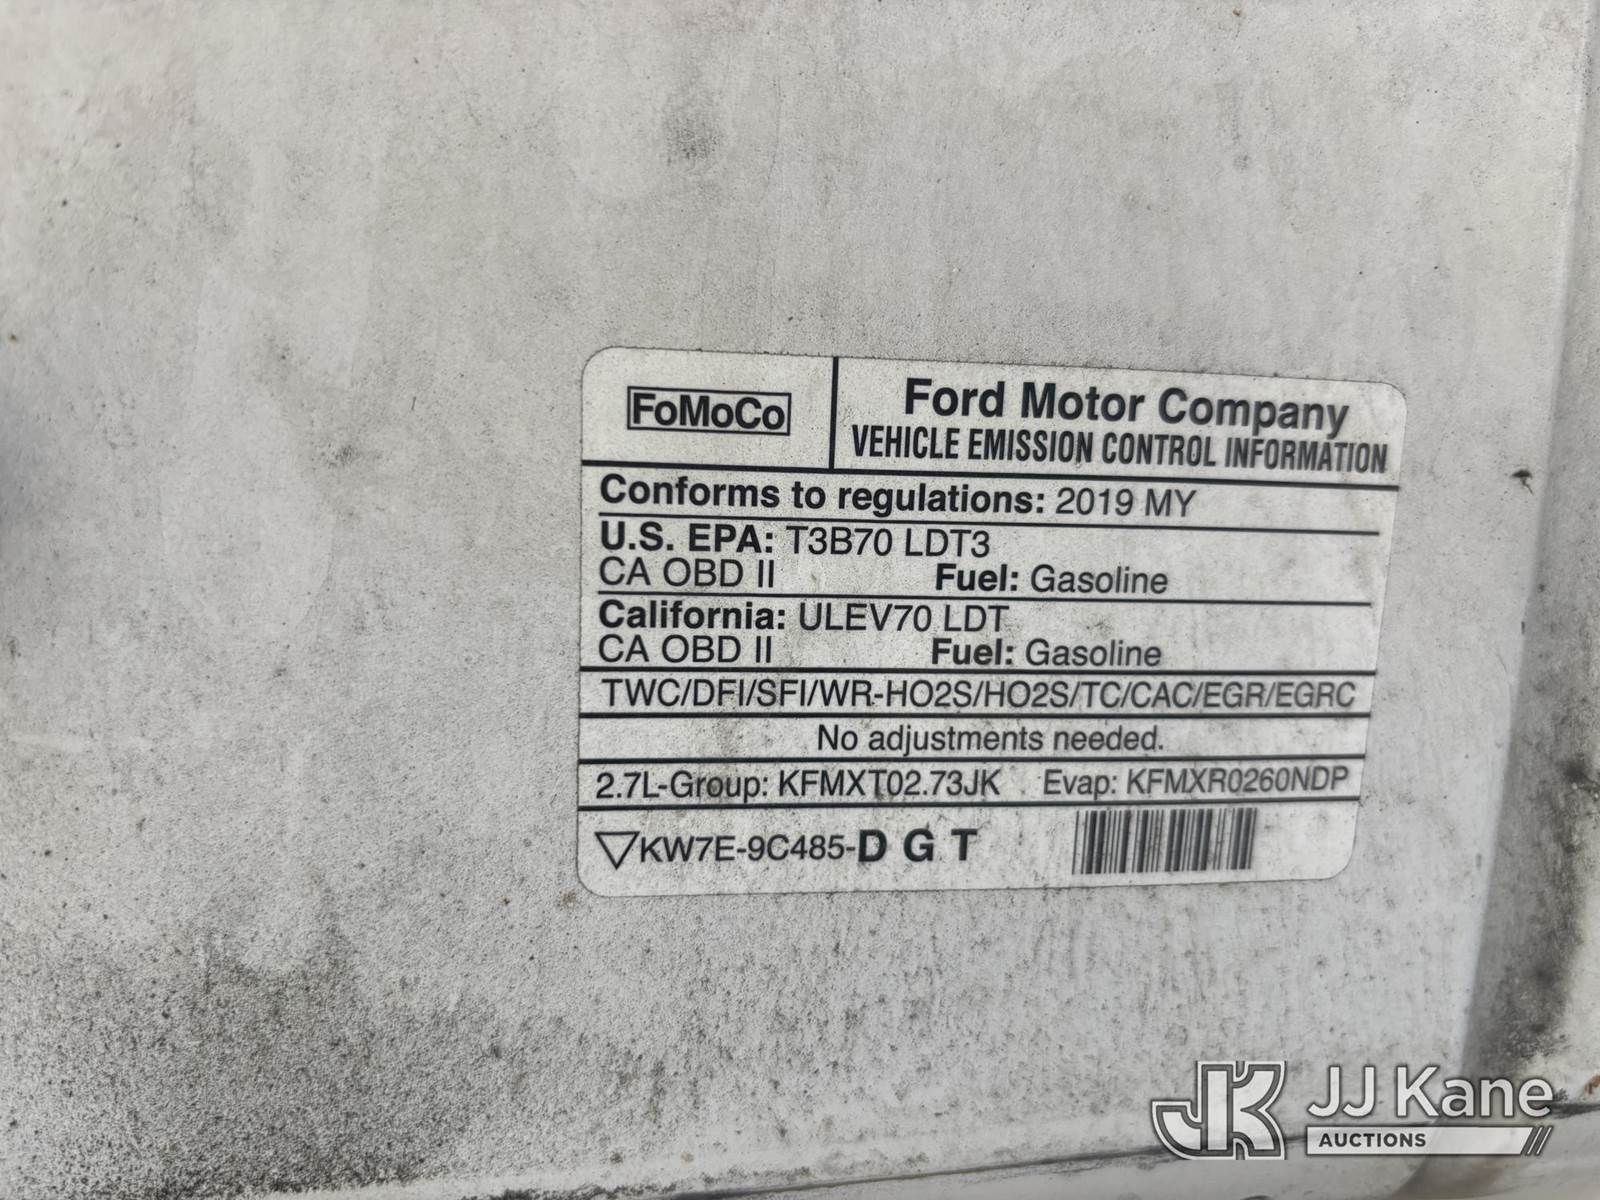 FoMoCo
Ford Motor Company
VEHICLE EMISSION CONTROL INFORMATION
Conforms to regulations: 2019 MY
U.S. EPA: T3B70 LDT3
CA OBD II Fuel: Gasoline
California: ULEV70 LDT
CA OBD II Fuel: Gasoline
TWC/DFI/SFI/WR-HO2S/HO2S/TC/CAC/EGR/EGRC
No adjustments needed.
2.7L-Group: KFMXT02.73JK Evap: KFMXR0260NDP
KW7E-9C485-D G T
JK JJ Kane
AUCTIONS